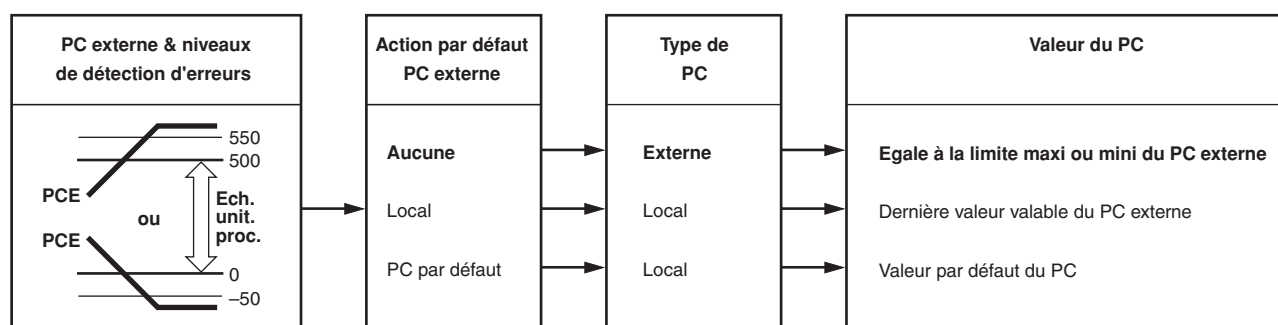 PC externe & niveaux
de détection d'erreurs
550
500
PCE
Ech.
unit.
proc.
ou
PCE
0
–50
Action par défaut
PC externe
Aucune
Local
PC par défaut
Type de
PC
Externe
Local
Local
Valeur du PC
Egale à la limite maxi ou mini du PC externe
Dernière valeur valable du PC externe
Valeur par défaut du PC